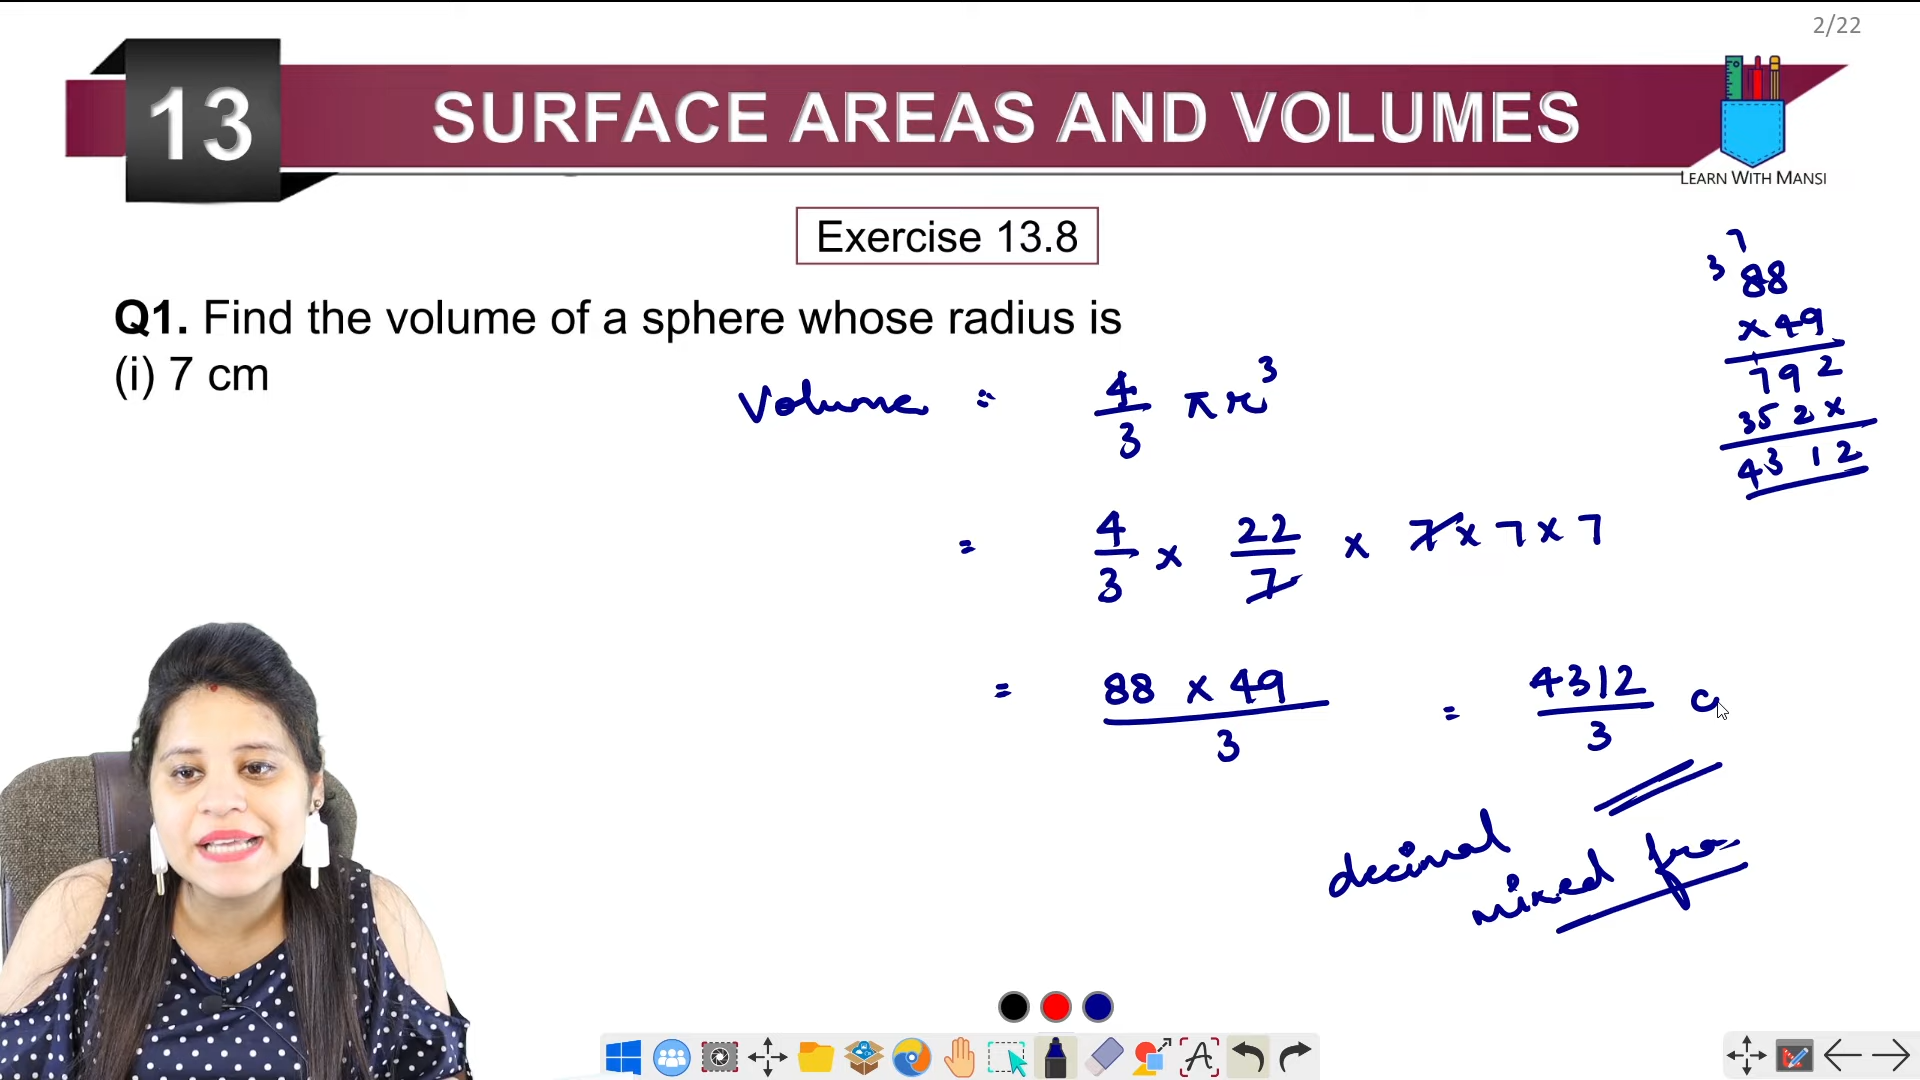 2/22
13 SURFACE AREAS AND VOLUMES
LEARN WITH MANSI
Exercise 13.8
Q1. Find the volume of a sphere whose radius is
(i) 7 cm
Volume = 4/3 πr³
= 4/3 × 22/7 × 7 × 7 × 7
= 88 × 49 / 3 = 4312/3 c
decimal
mixed fra
7
3 88
×49
792
352×
4312